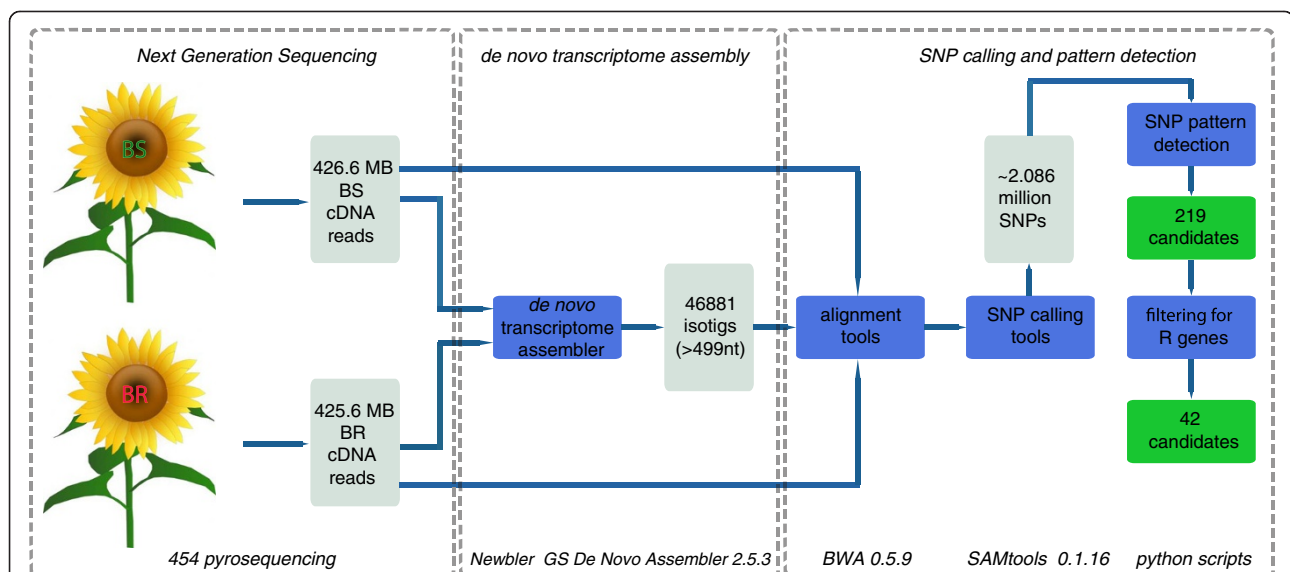 Next Generation Sequencing
de novo transcriptome assembly
SNP calling and pattern detection
BS
426.6 MB
BS
cDNA
reads
BR
425.6 MB
BR
cDNA
reads
de novo
transcriptome
assembler
46881
isotigs
(>499nt)
alignment
tools
SNP calling
tools
~2.086
million
SNPs
SNP pattern
detection
219
candidates
filtering for
R genes
42
candidates
454 pyrosequencing
Newbler GS De Novo Assembler 2.5.3
BWA 0.5.9
SAMtools 0.1.16
python scripts